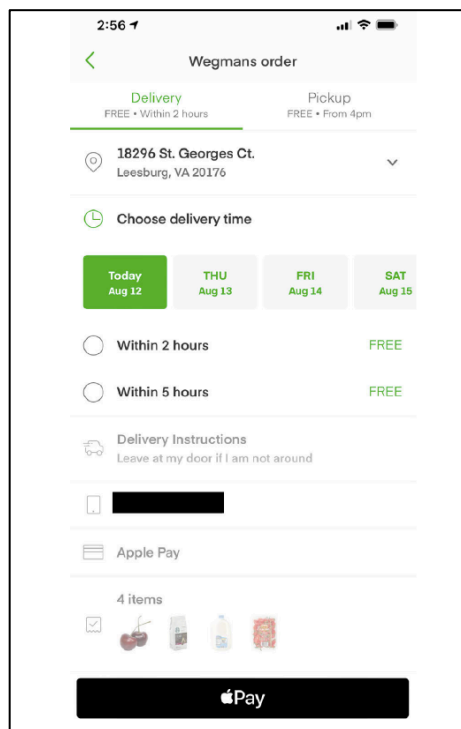 2:56
Wegmans order
Delivery
FREE • Within 2 hours
Pickup
FREE • From 4pm
18296 St. Georges Ct.
Leesburg, VA 20176
Choose delivery time
Today
Aug 12
THU
Aug 13
FRI
Aug 14
SAT
Aug 15
Within 2 hours FREE
Within 5 hours FREE
Delivery Instructions
Leave at my door if I am not around
Apple Pay
4 items
Pay